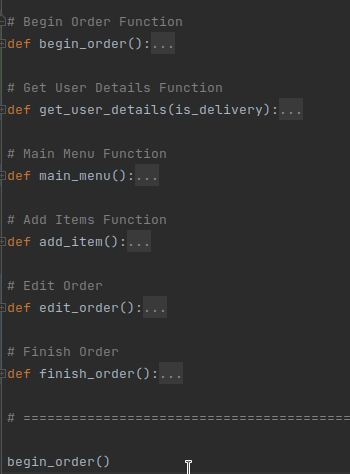 # Begin Order Function
def begin_order():...
# Get User Details Function
def get_user_details(is_delivery):...
# Main Menu Function
def main_menu():...
# Add Items Function
def add_item():...
# Edit Order
def edit_order():...
# Finish Order
def finish_order():...
# ==========================================
begin_order()